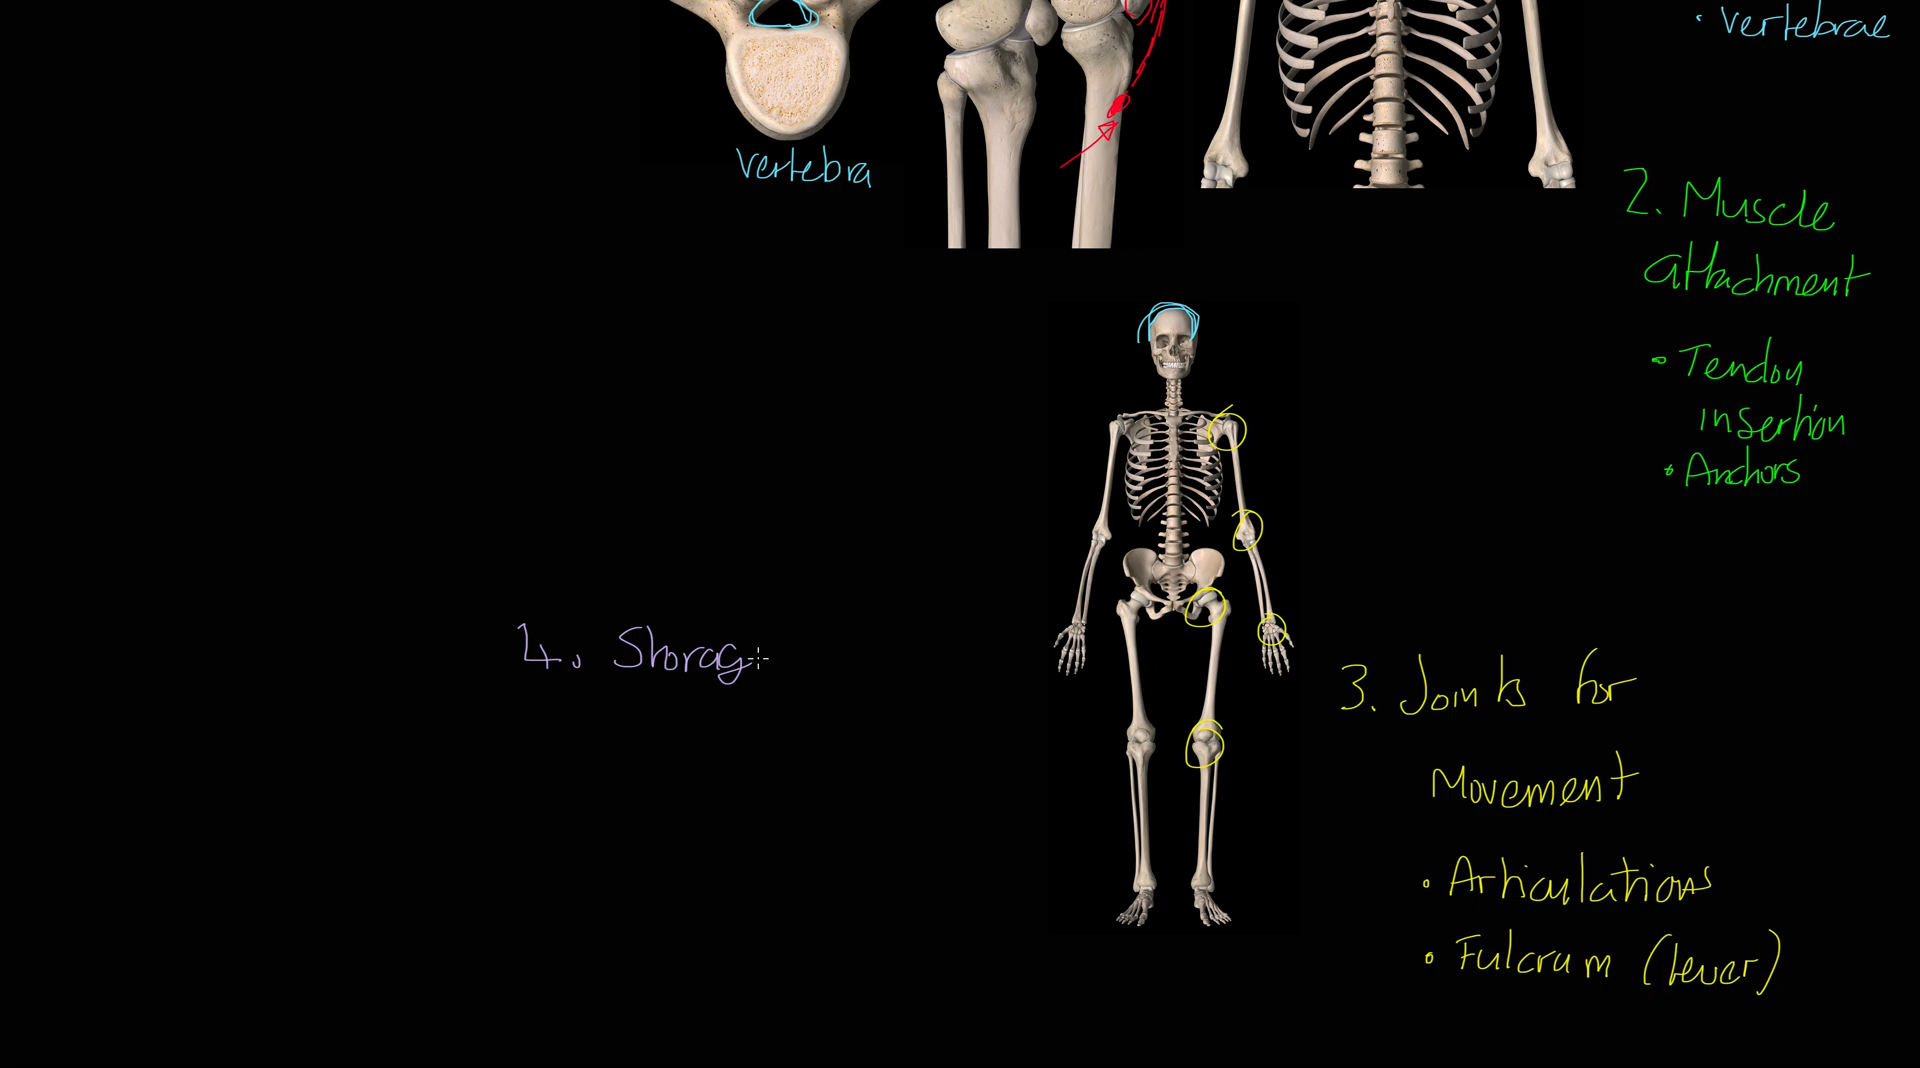 • Vertebrae
Vertebra
2. Muscle
attachment
• Tendon
insertion
• Anchors
4. Storag
3. Joints for
Movement
• Articulations
• Fulcrum (Lever)